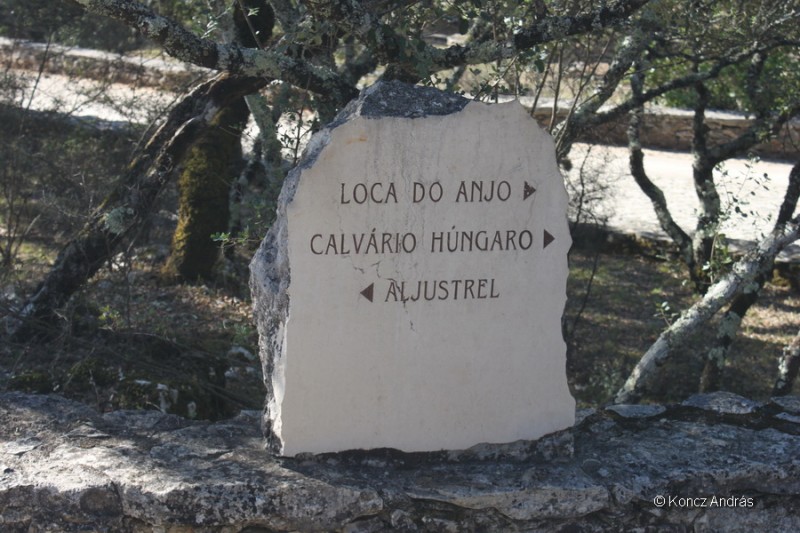 LOCA DO ANJO ▶
CALVÁRIO HÚNGARO ▶
◀ ALJUSTREL
© Koncz András